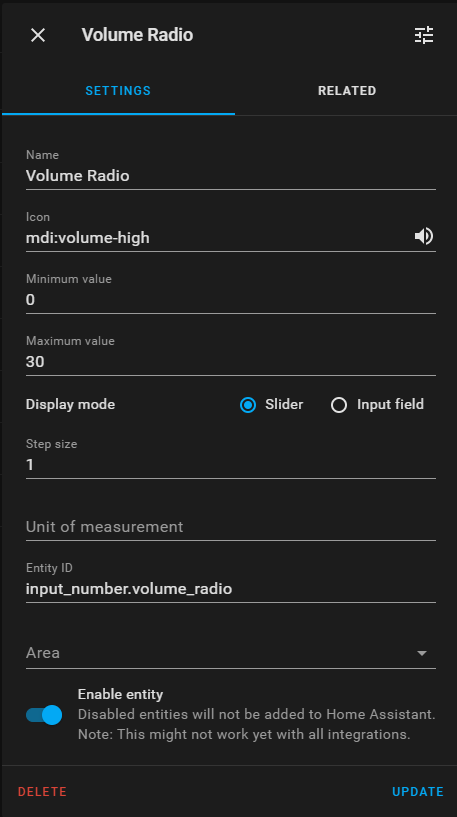 Volume Radio
SETTINGS
RELATED
Name
Volume Radio
Icon
mdi:volume-high
Minimum value
0
Maximum value
30
Display mode
Slider
Input field
Step size
1
Unit of measurement
Entity ID
input_number.volume_radio
Area
Enable entity
Disabled entities will not be added to Home Assistant.
Note: This might not work yet with all integrations.
DELETE
UPDATE